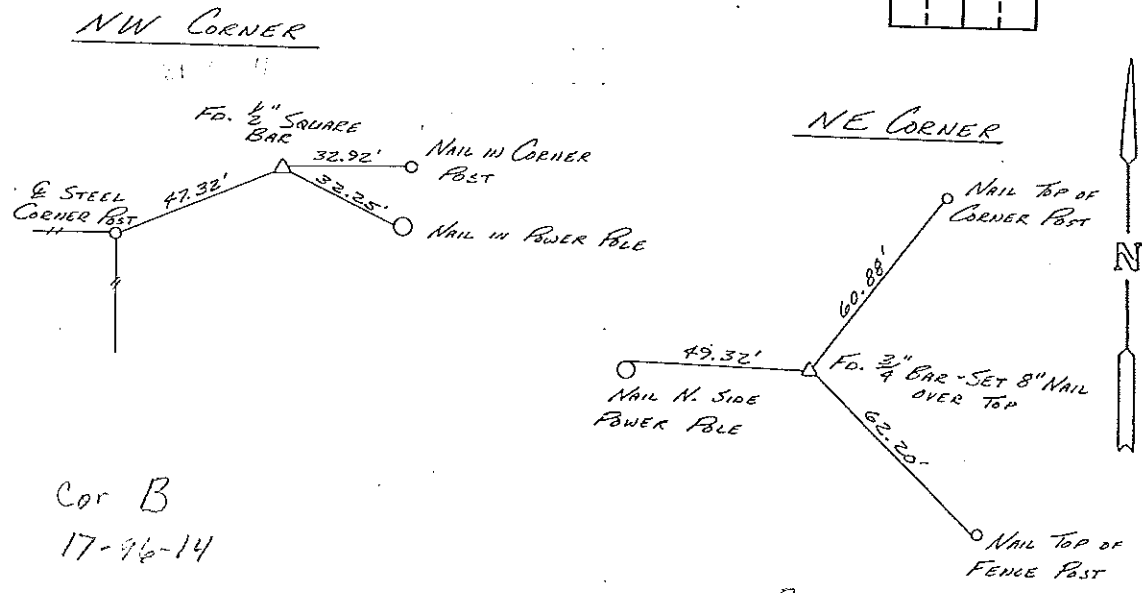 NW CORNER
FD. 1/2" SQUARE
BAR
32.92'
NAIL IN CORNER
POST
47.32'
32.25'
℄ STEEL
CORNER POST
NAIL IN POWER POLE
NE CORNER
NAIL TOP OF
CORNER POST
N
60.88'
49.32'
FD. 3/4" BAR - SET 8" NAIL
OVER TOP
NAIL N. SIDE
POWER POLE
62.20'
Cor B
17-96-14
NAIL TOP OF
FENCE POST